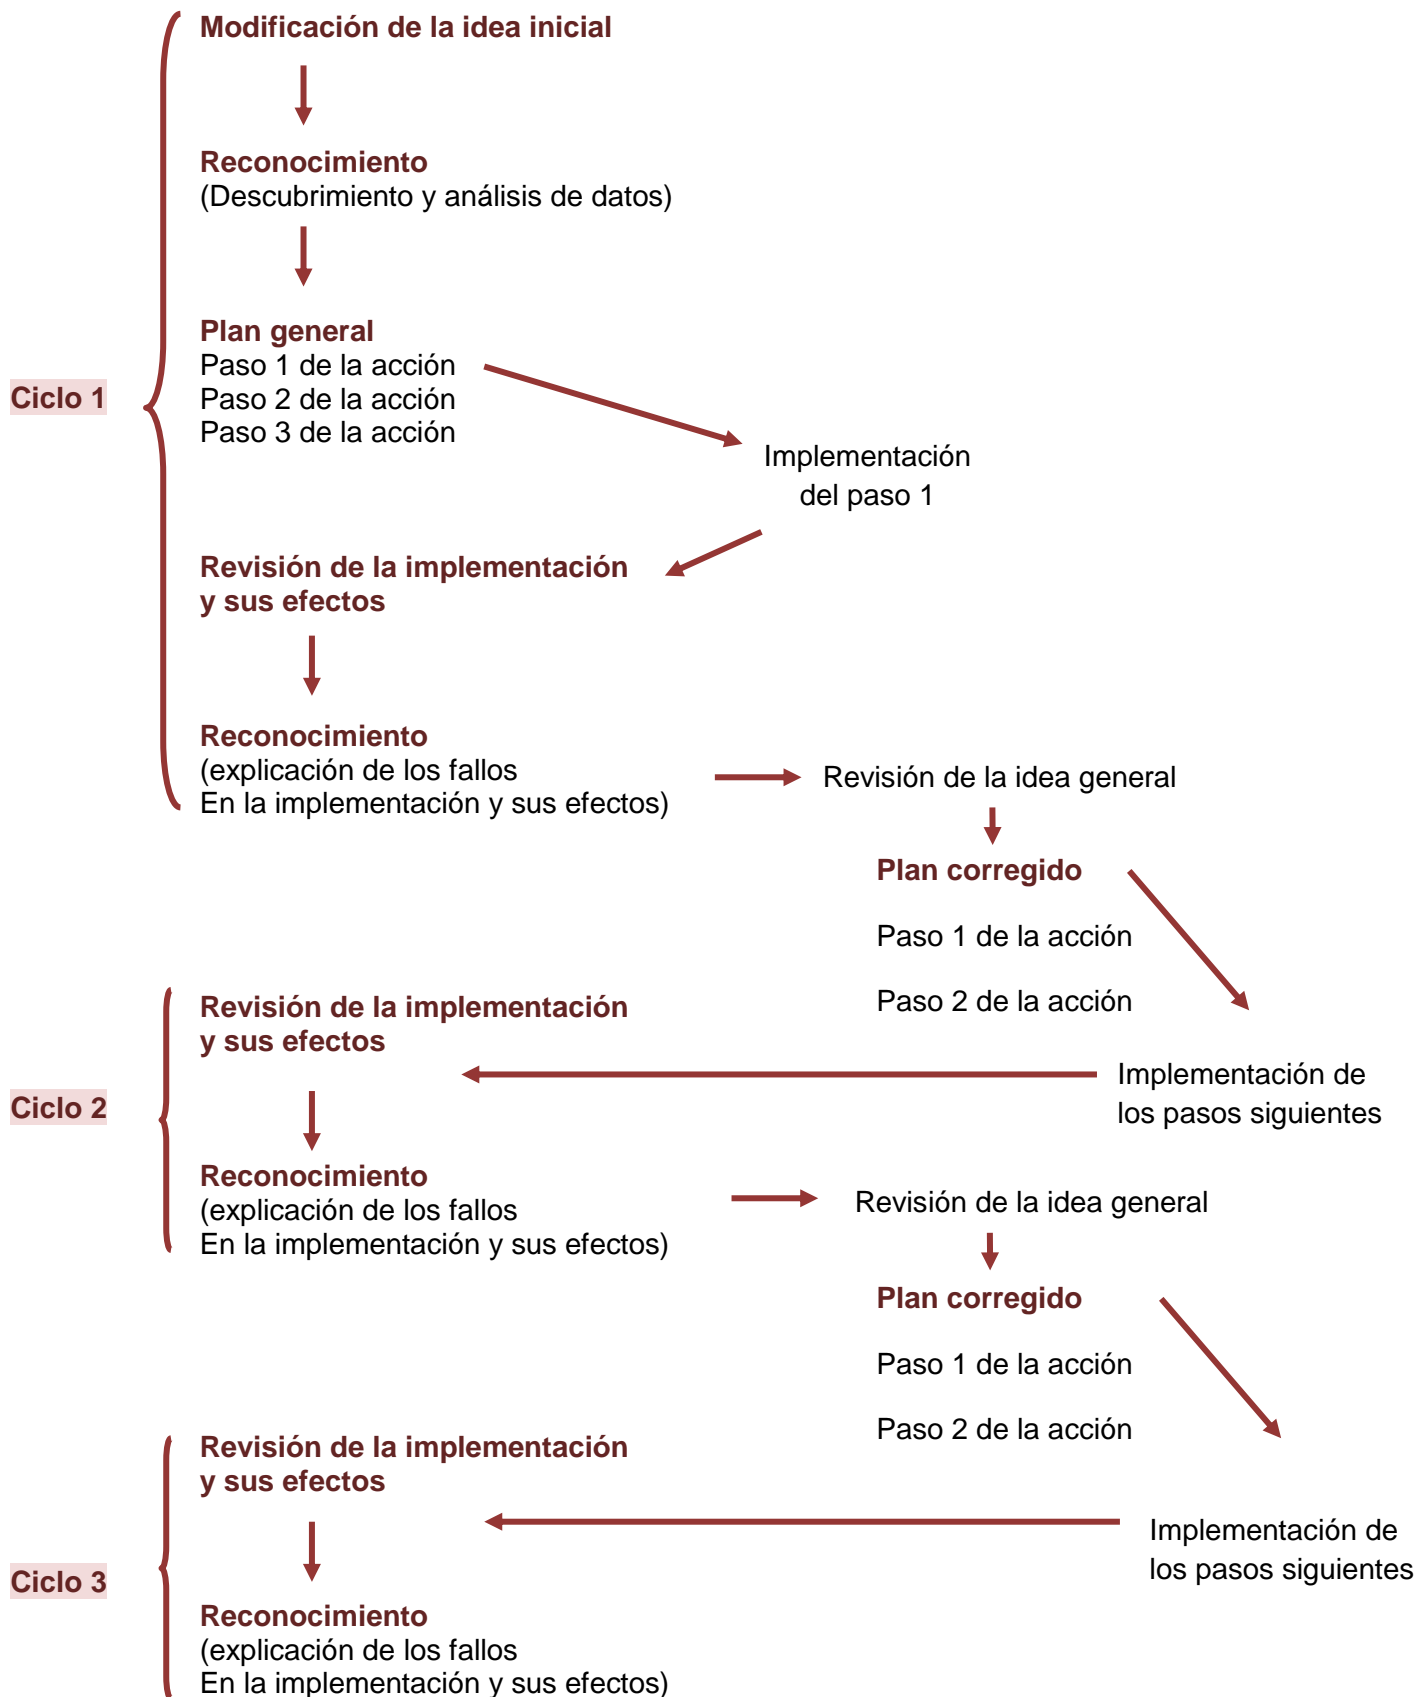 Modificación de la idea inicial
Reconocimiento
(Descubrimiento y análisis de datos)
Plan general
Paso 1 de la acción
Ciclo 1
Paso 2 de la acción
Paso 3 de la acción
Implementación
del paso 1
Revisión de la implementación
y sus efectos
Reconocimiento
(explicación de los fallos
En la implementación y sus efectos)
Revisión de la idea general
Plan corregido
Paso 1 de la acción
Paso 2 de la acción
Revisión de la implementación
y sus efectos
Implementación de
los pasos siguientes
Ciclo 2
Reconocimiento
(explicación de los fallos
En la implementación y sus efectos)
Revisión de la idea general
Plan corregido
Paso 1 de la acción
Paso 2 de la acción
Revisión de la implementación
y sus efectos
Implementación de
los pasos siguientes
Ciclo 3
Reconocimiento
(explicación de los fallos
En la implementación y sus efectos)